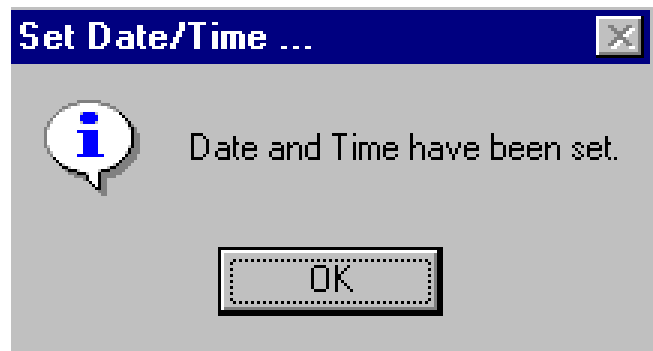 Set Date/Time ...
Date and Time have been set.
OK